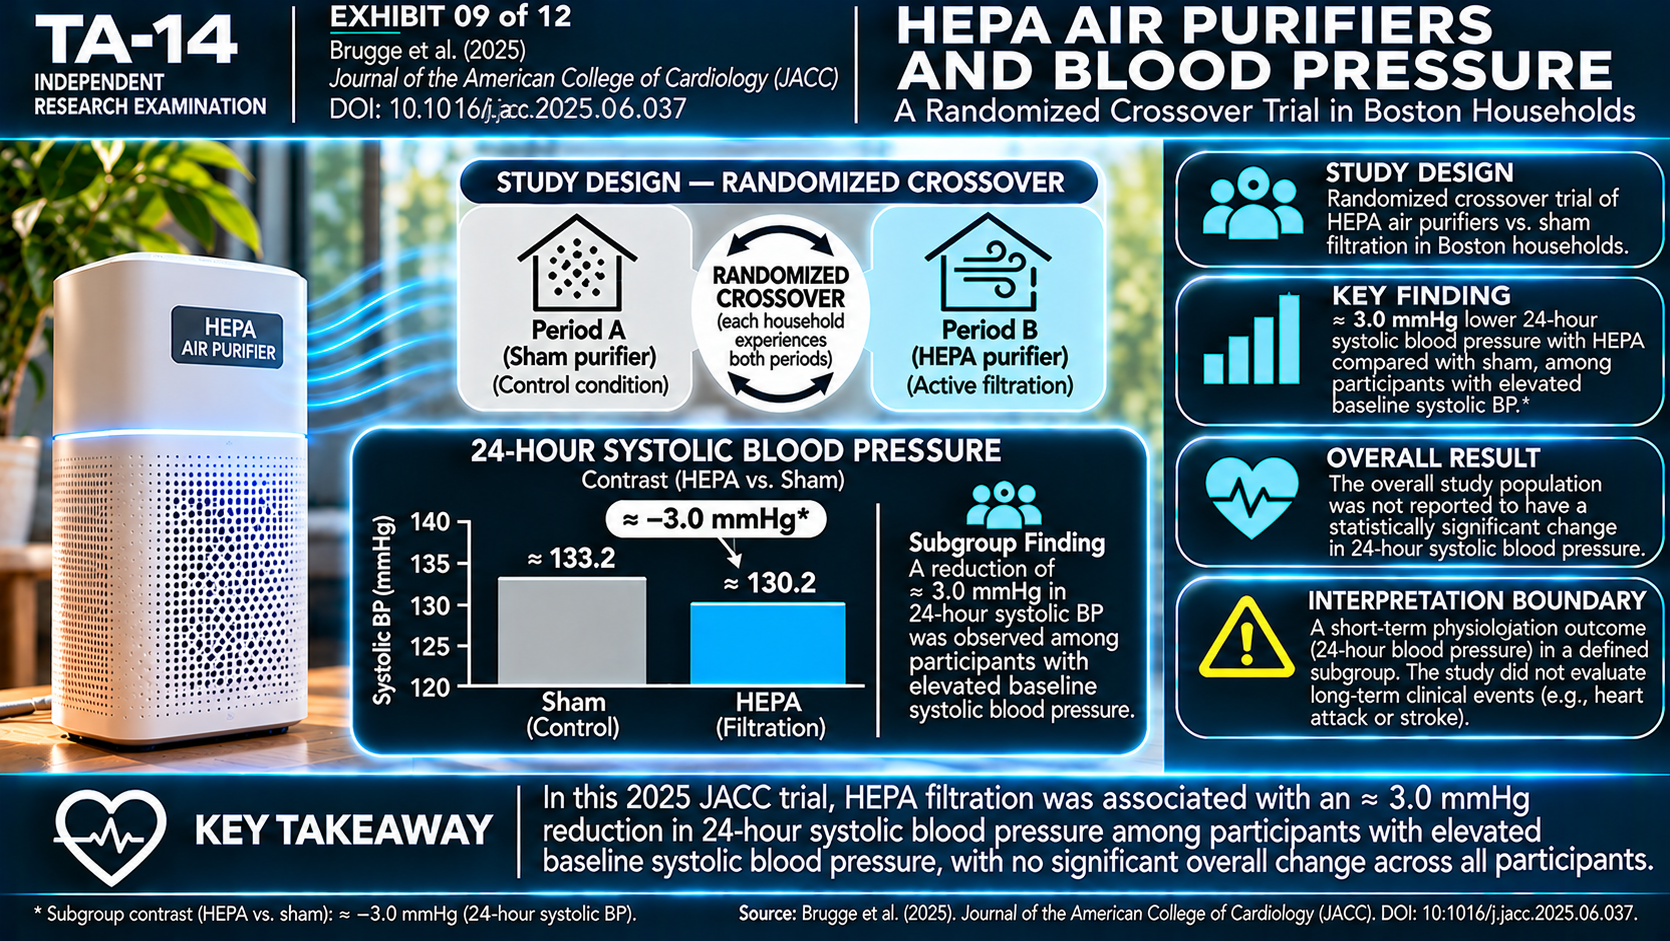 TA-14
INDEPENDENT
RESEARCH EXAMINATION
EXHIBIT 09 of 12
Brugge et al. (2025)
Journal of the American College of Cardiology (JACC)
DOI: 10.1016/j.jacc.2025.06.037
HEPA AIR PURIFIERS
AND BLOOD PRESSURE
A Randomized Crossover Trial in Boston Households
HEPA
AIR PURIFIER
STUDY DESIGN — RANDOMIZED CROSSOVER
Period A
(Sham purifier)
(Control condition)
RANDOMIZED
CROSSOVER
(each household
experiences
both periods)
Period B
(HEPA purifier)
(Active filtration)
24-HOUR SYSTOLIC BLOOD PRESSURE
Contrast (HEPA vs. Sham)
≈ −3.0 mmHg*
Systolic BP (mmHg)
140
135
130
125
120
≈ 133.2
≈ 130.2
Sham
(Control)
HEPA
(Filtration)
Subgroup Finding
A reduction of
≈ 3.0 mmHg in
24-hour systolic BP
was observed among
participants with
elevated baseline
systolic blood pressure.
STUDY DESIGN
Randomized crossover trial of
HEPA air purifiers vs. sham
filtration in Boston households.
KEY FINDING
≈ 3.0 mmHg lower 24-hour
systolic blood pressure with HEPA
compared with sham, among
participants with elevated
baseline systolic BP.*
OVERALL RESULT
The overall study population
was not reported to have a
statistically significant change
in 24-hour systolic blood pressure.
INTERPRETATION BOUNDARY
A short-term physiolojation outcome
(24-hour blood pressure) in a defined
subgroup. The study did not evaluate
long-term clinical events (e.g., heart
attack or stroke).
KEY TAKEAWAY
In this 2025 JACC trial, HEPA filtration was associated with an ≈ 3.0 mmHg
reduction in 24-hour systolic blood pressure among participants with elevated
baseline systolic blood pressure, with no significant overall change across all participants.
* Subgroup contrast (HEPA vs. sham): ≈ −3.0 mmHg (24-hour systolic BP).
Source: Brugge et al. (2025). Journal of the American College of Cardiology (JACC). DOI: 10:1016/j.jacc.2025.06.037.